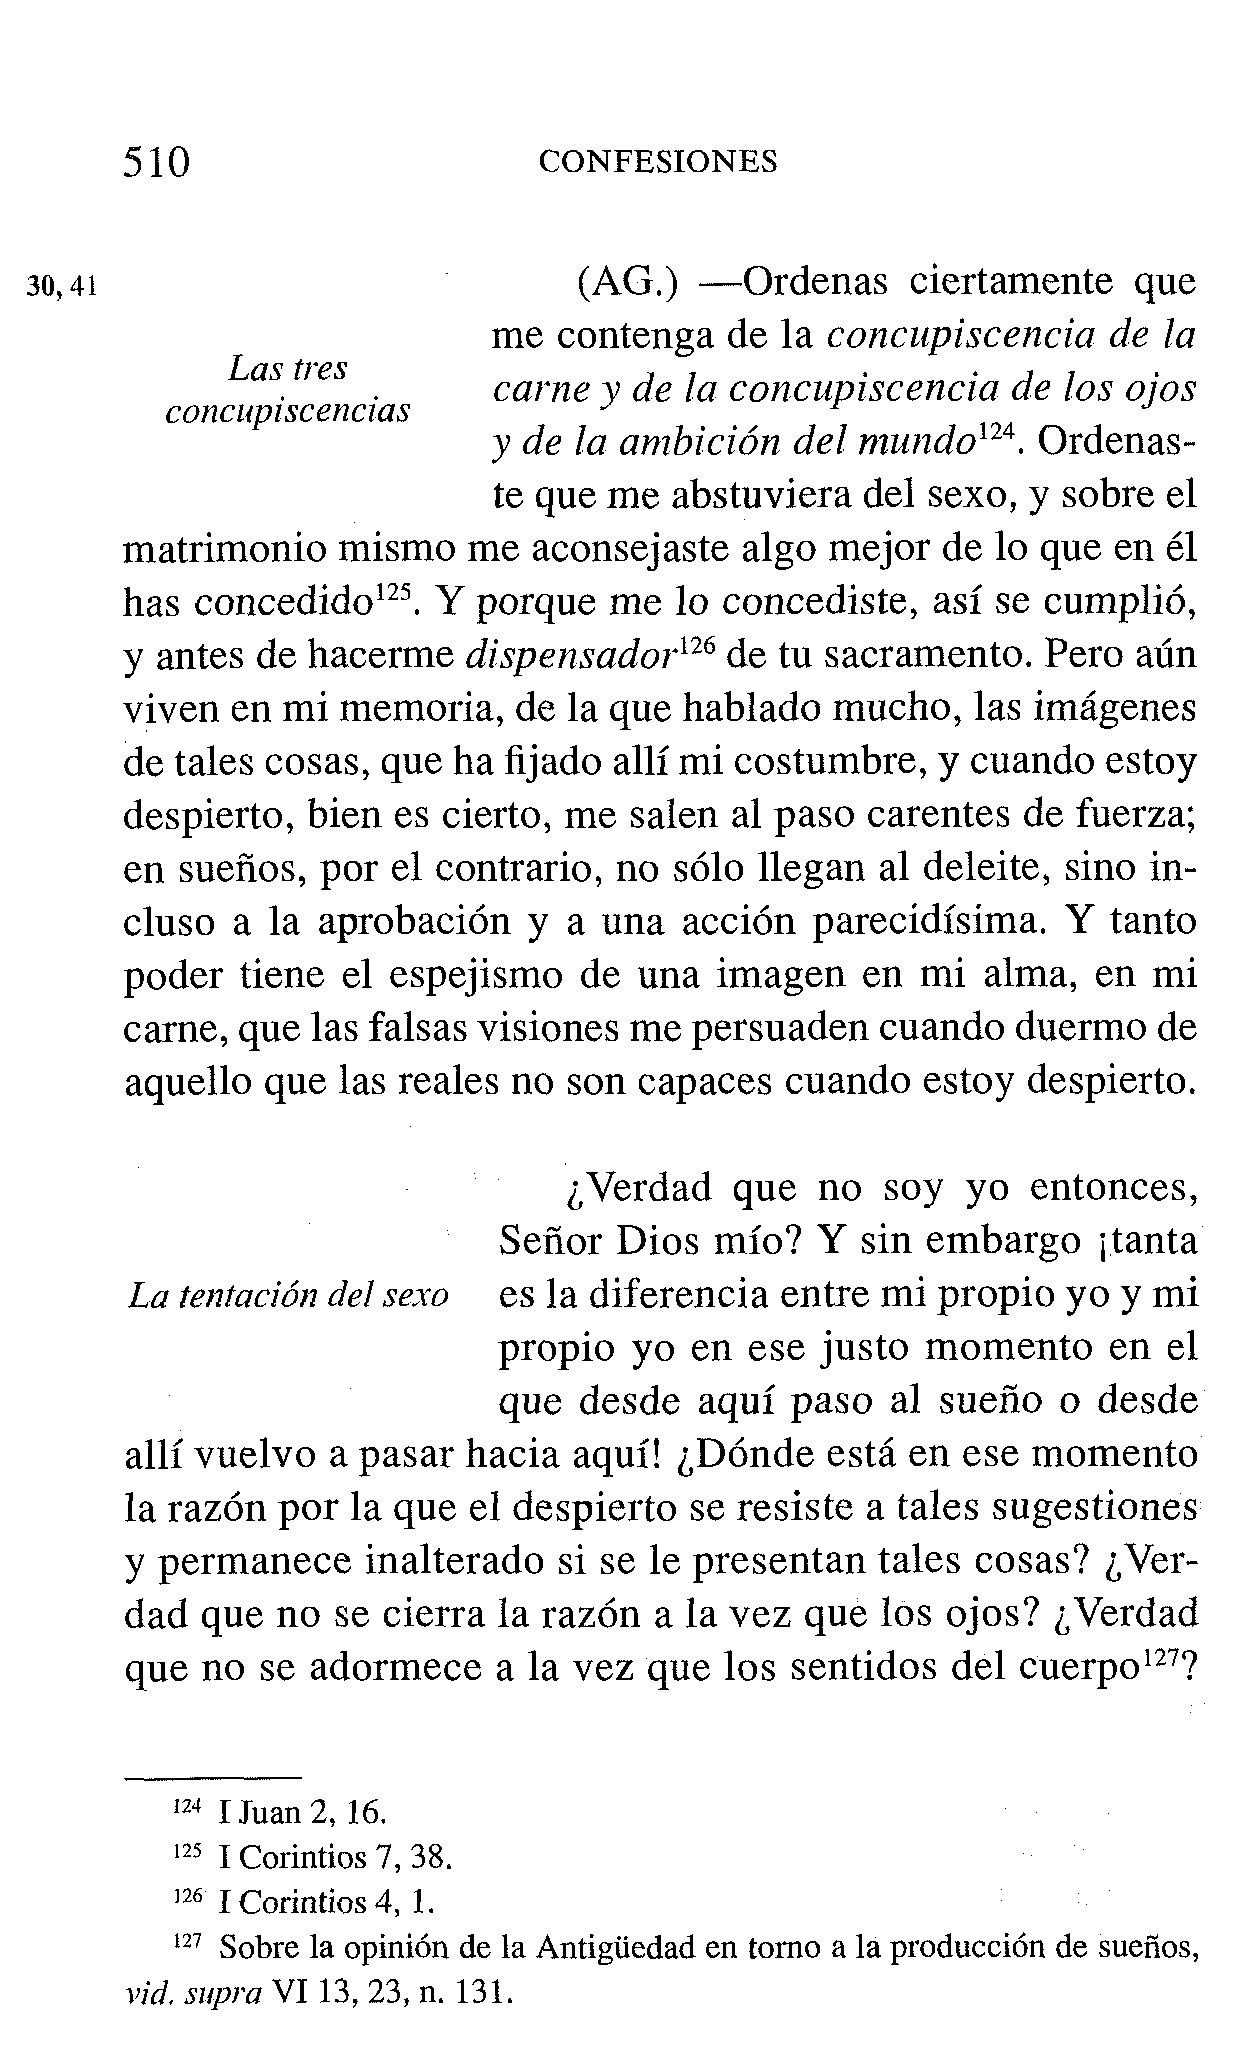 510 CONFESIONES
30, 41 (AG.) —Ordenas ciertamente que
me contenga de la concupiscencia de la
Las tres
concupiscencias
carne y de la concupiscencia de los ojos
y de la ambición del mundo¹²⁴. Ordenas-
te que me abstuviera del sexo, y sobre el
matrimonio mismo me aconsejaste algo mejor de lo que en él
has concedido¹²⁵. Y porque me lo concediste, así se cumplió,
y antes de hacerme dispensador¹²⁶ de tu sacramento. Pero aún
viven en mi memoria, de la que hablado mucho, las imágenes
de tales cosas, que ha fijado allí mi costumbre, y cuando estoy
despierto, bien es cierto, me salen al paso carentes de fuerza;
en sueños, por el contrario, no sólo llegan al deleite, sino in-
cluso a la aprobación y a una acción parecidísima. Y tanto
poder tiene el espejismo de una imagen en mi alma, en mi
carne, que las falsas visiones me persuaden cuando duermo de
aquello que las reales no son capaces cuando estoy despierto.
¿Verdad que no soy yo entonces,
Señor Dios mío? Y sin embargo ¡tanta
La tentación del sexo es la diferencia entre mi propio yo y mi
propio yo en ese justo momento en el
que desde aquí paso al sueño o desde
allí vuelvo a pasar hacia aquí! ¿Dónde está en ese momento
la razón por la que el despierto se resiste a tales sugestiones
y permanece inalterado si se le presentan tales cosas? ¿Ver-
dad que no se cierra la razón a la vez que los ojos? ¿Verdad
que no se adormece a la vez que los sentidos del cuerpo¹²⁷?
¹²⁴ I Juan 2, 16.
¹²⁵ I Corintios 7, 38.
¹²⁶ I Corintios 4, 1.
¹²⁷ Sobre la opinión de la Antigüedad en torno a la producción de sueños,
vid. supra VI 13, 23, n. 131.